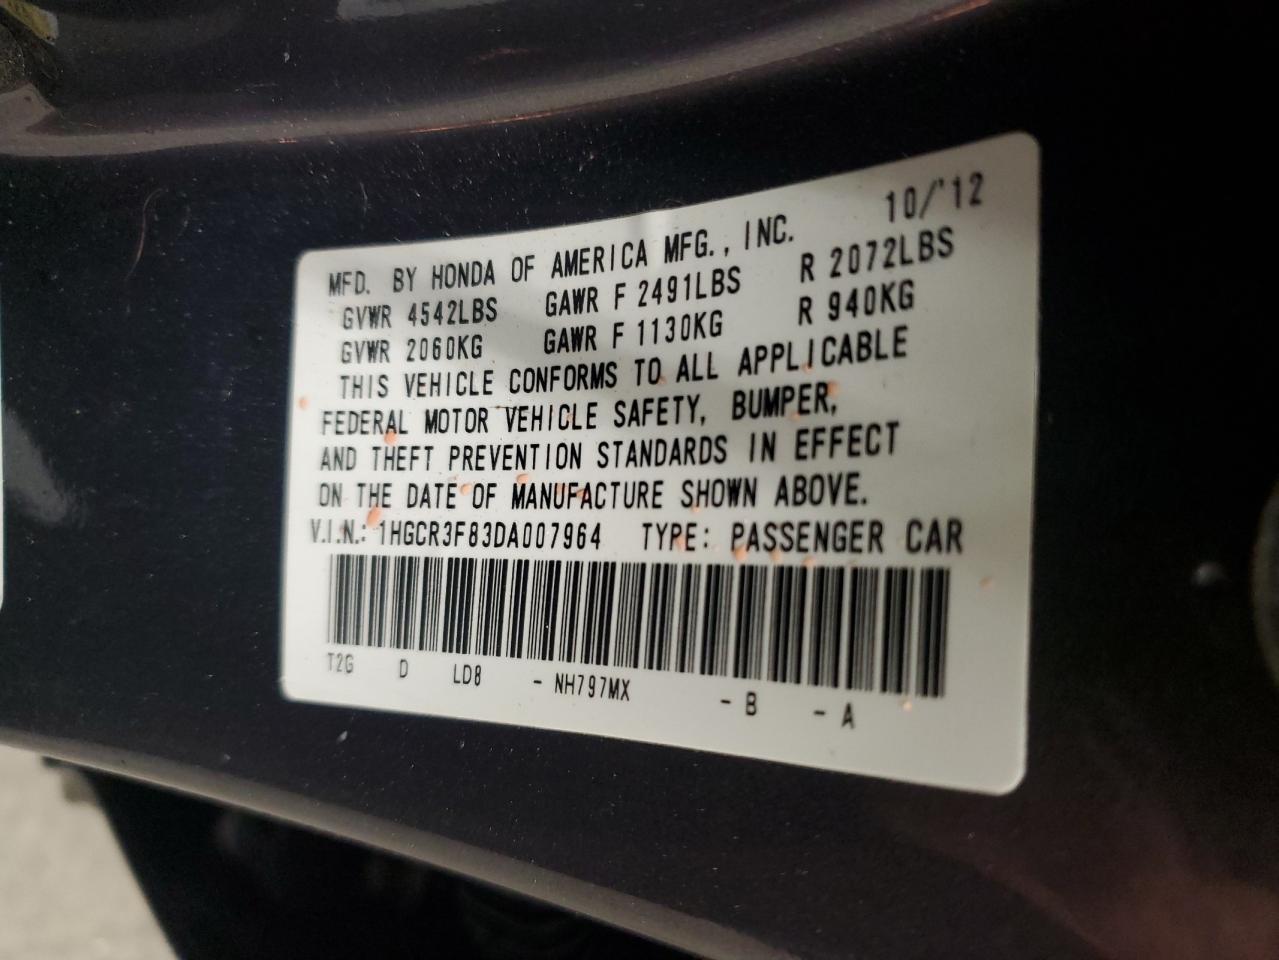 10/'12
MFD. BY HONDA OF AMERICA MFG., INC.
GVWR 4542LBS GAWR F 2491LBS R 2072LBS
GVWR 2060KG GAWR F 1130KG R 940KG
THIS VEHICLE CONFORMS TO ALL APPLICABLE
FEDERAL MOTOR VEHICLE SAFETY, BUMPER,
AND THEFT PREVENTION STANDARDS IN EFFECT
ON THE DATE OF MANUFACTURE SHOWN ABOVE.
V.I.N.: 1HGCR3F83DA007964 TYPE: PASSENGER CAR
T2G D LD8 - NH797MX - B - A